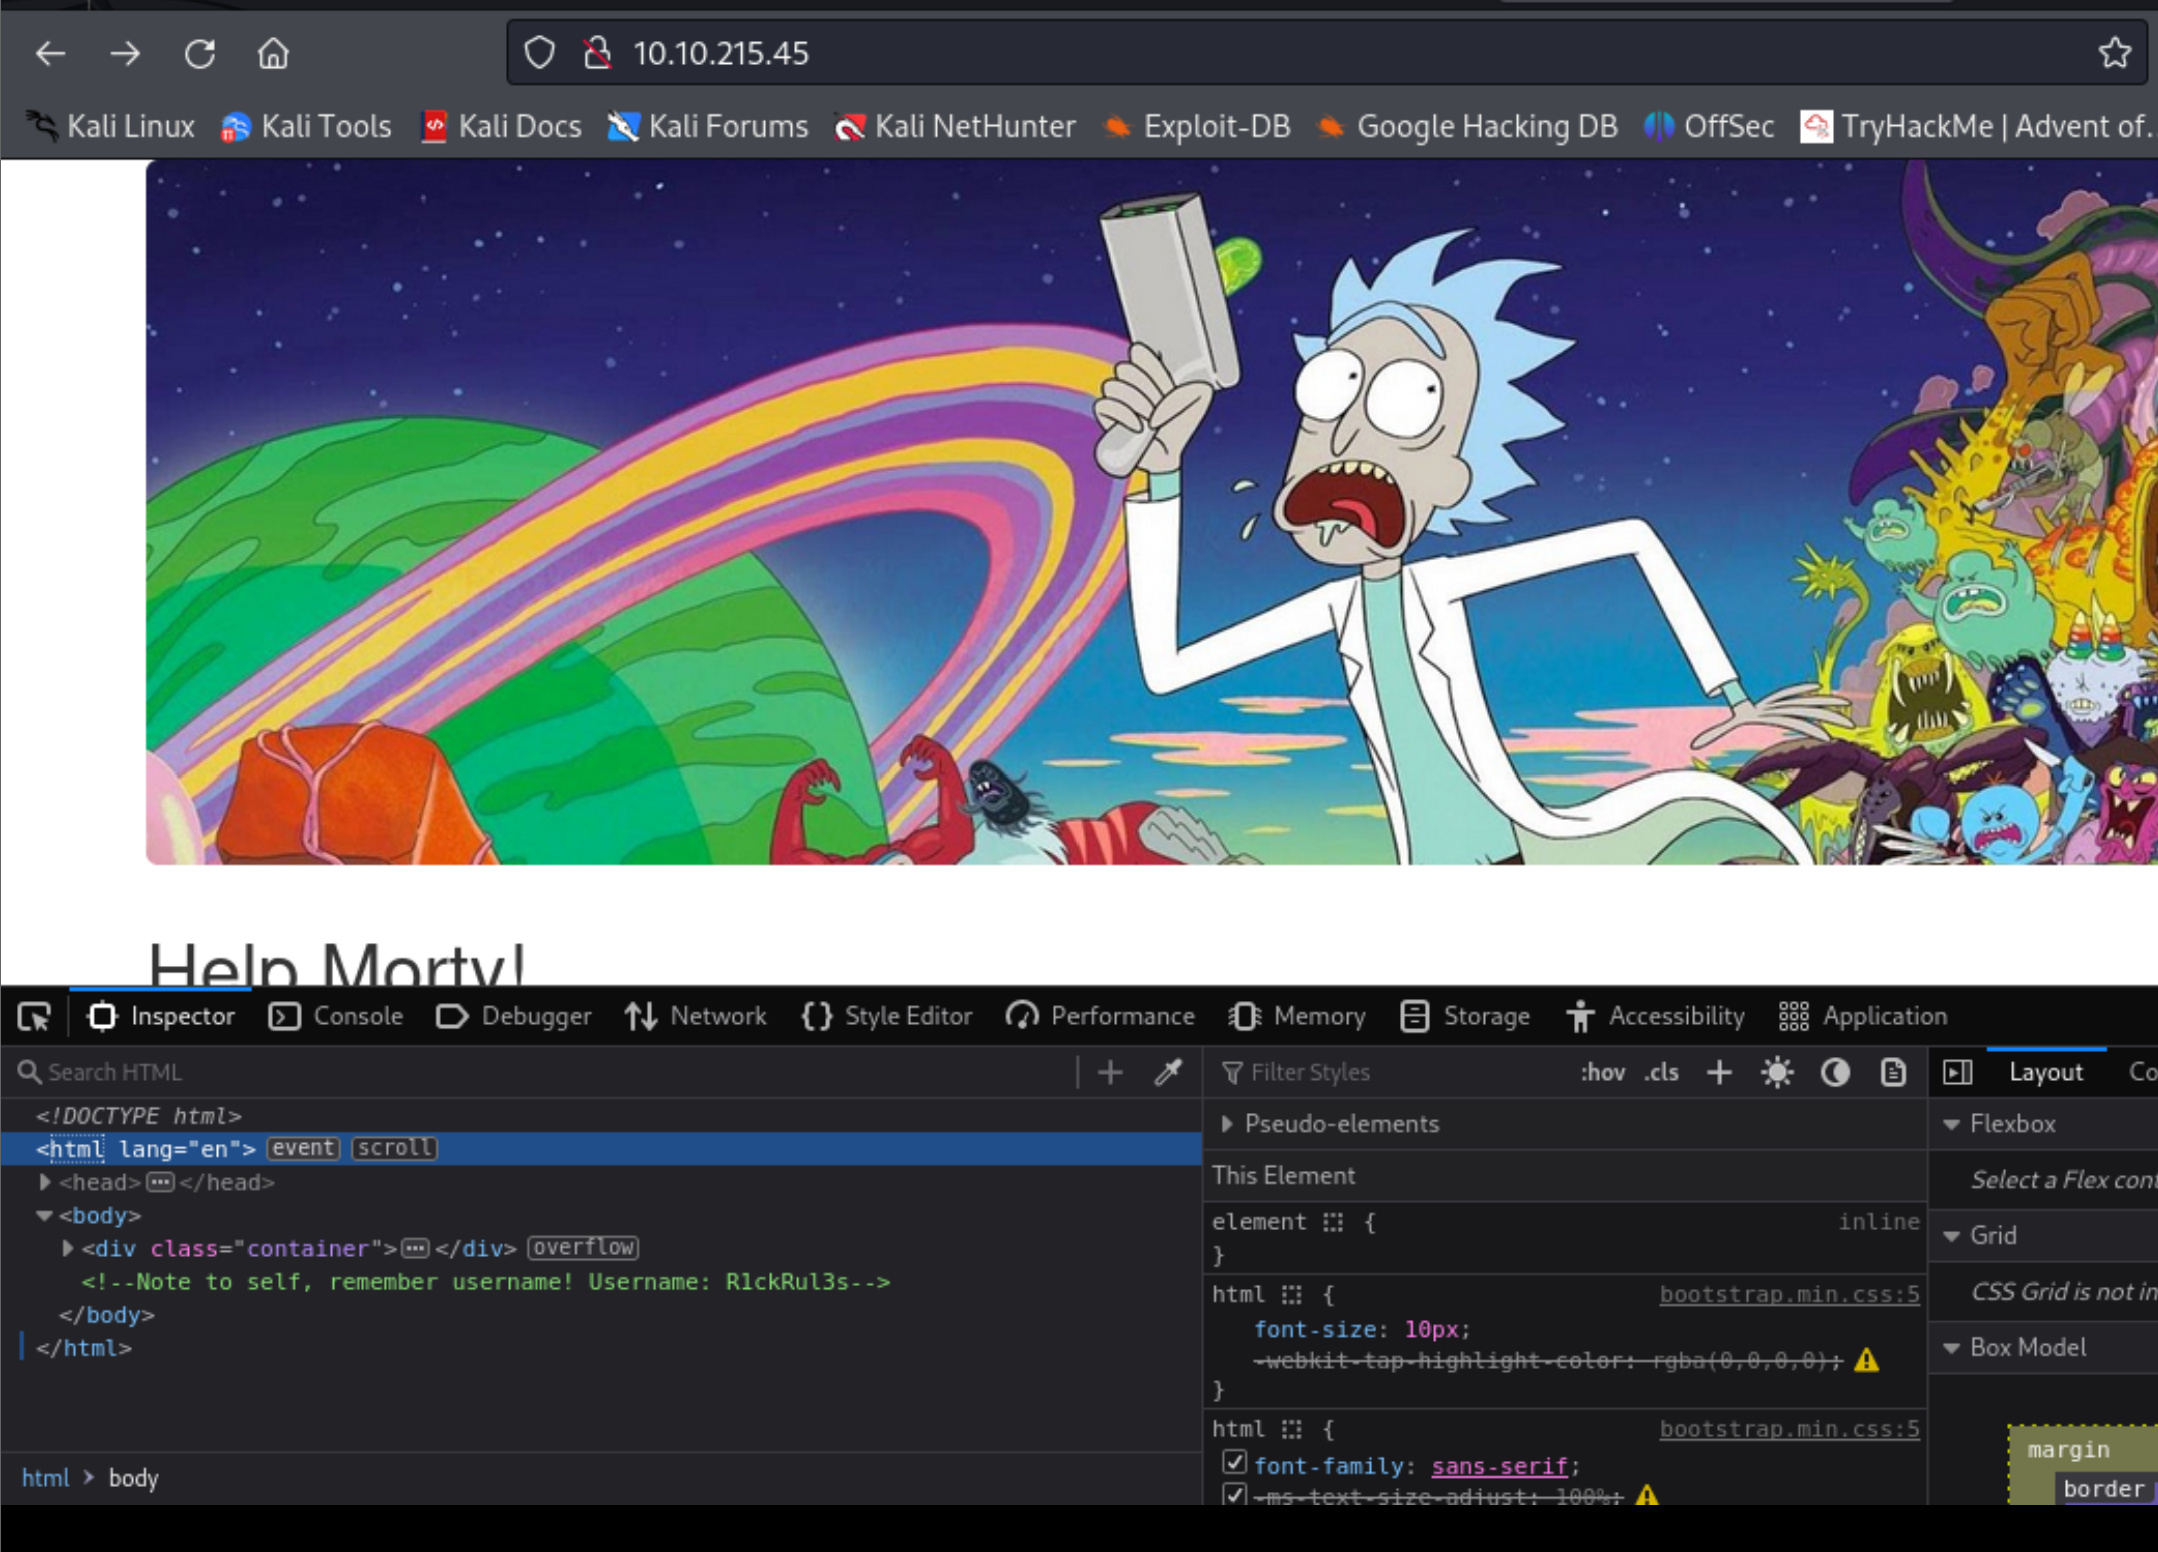 10.10.215.45
Kali Linux Kali Tools Kali Docs Kali Forums Kali NetHunter Exploit-DB Google Hacking DB OffSec TryHackMe | Advent of...
Help Morty!
Inspector Console Debugger Network Style Editor Performance Memory Storage Accessibility Application
Search HTML
Filter Styles :hov .cls
Layout
<!DOCTYPE html>
<html lang="en"> event scroll
<head>···</head>
<body>
<div class="container">···</div> overflow
<!--Note to self, remember username! Username: R1ckRul3s-->
</body>
</html>
html > body
Pseudo-elements
This Element
element { inline
}
html { bootstrap.min.css:5
font-size: 10px;
-webkit-tap-highlight-color: rgba(0,0,0,0);
}
html { bootstrap.min.css:5
font-family: sans-serif;
-ms-text-size-adjust: 100%;
Flexbox
Select a Flex
Grid
CSS Grid is not
Box Model
margin
border